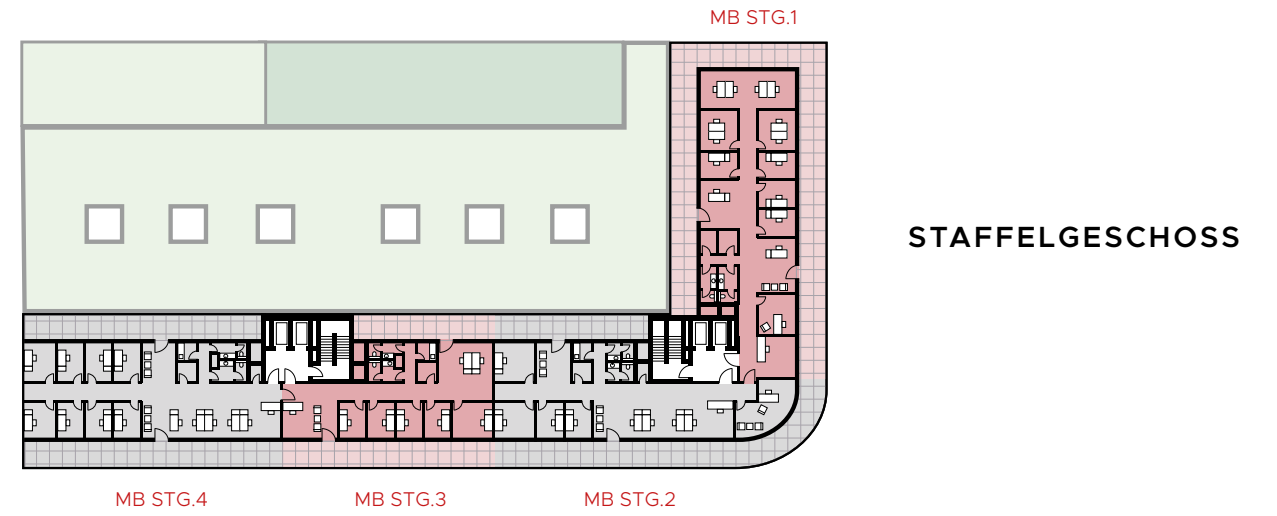 MB STG.1
STAFFELGESCHOSS
MB STG.4
MB STG.3
MB STG.2